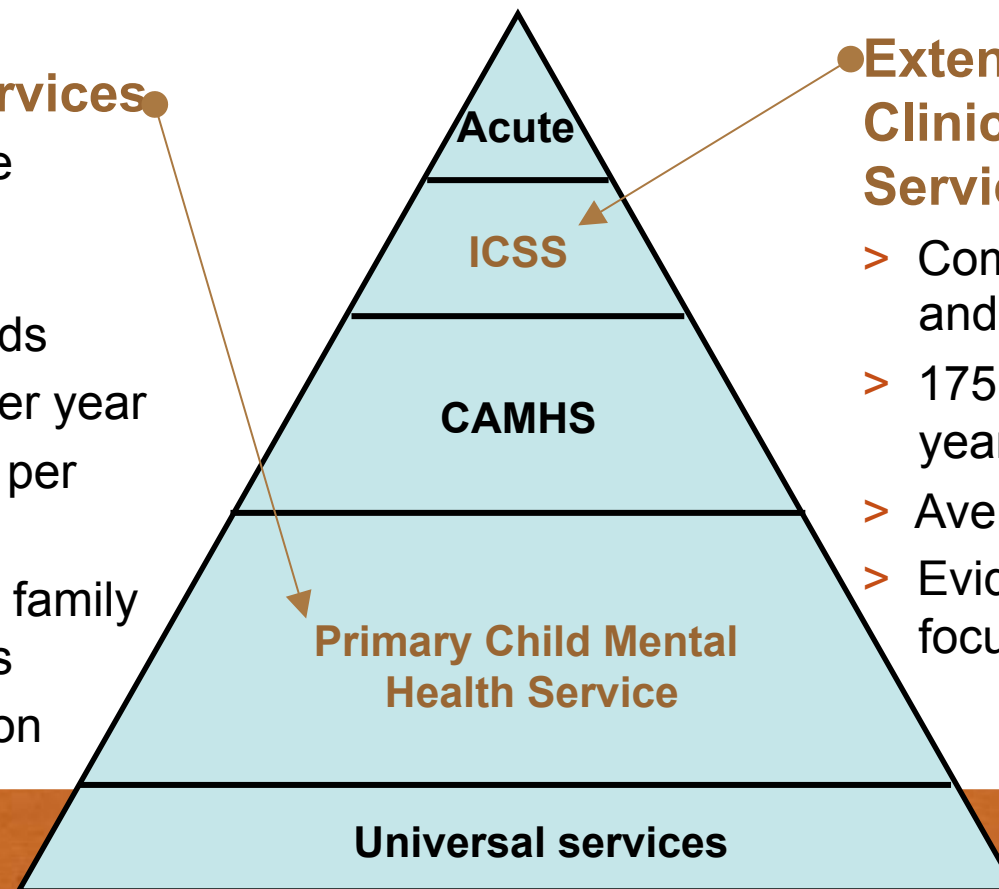 rvices
e
ds
er year
per
family
s
on
Acute
ICSS
CAMHS
Primary Child Mental
Health Service
Universal services
Exten
Clinic
Servic
> Com
and
> 175
year
> Ave
> Evid
focu